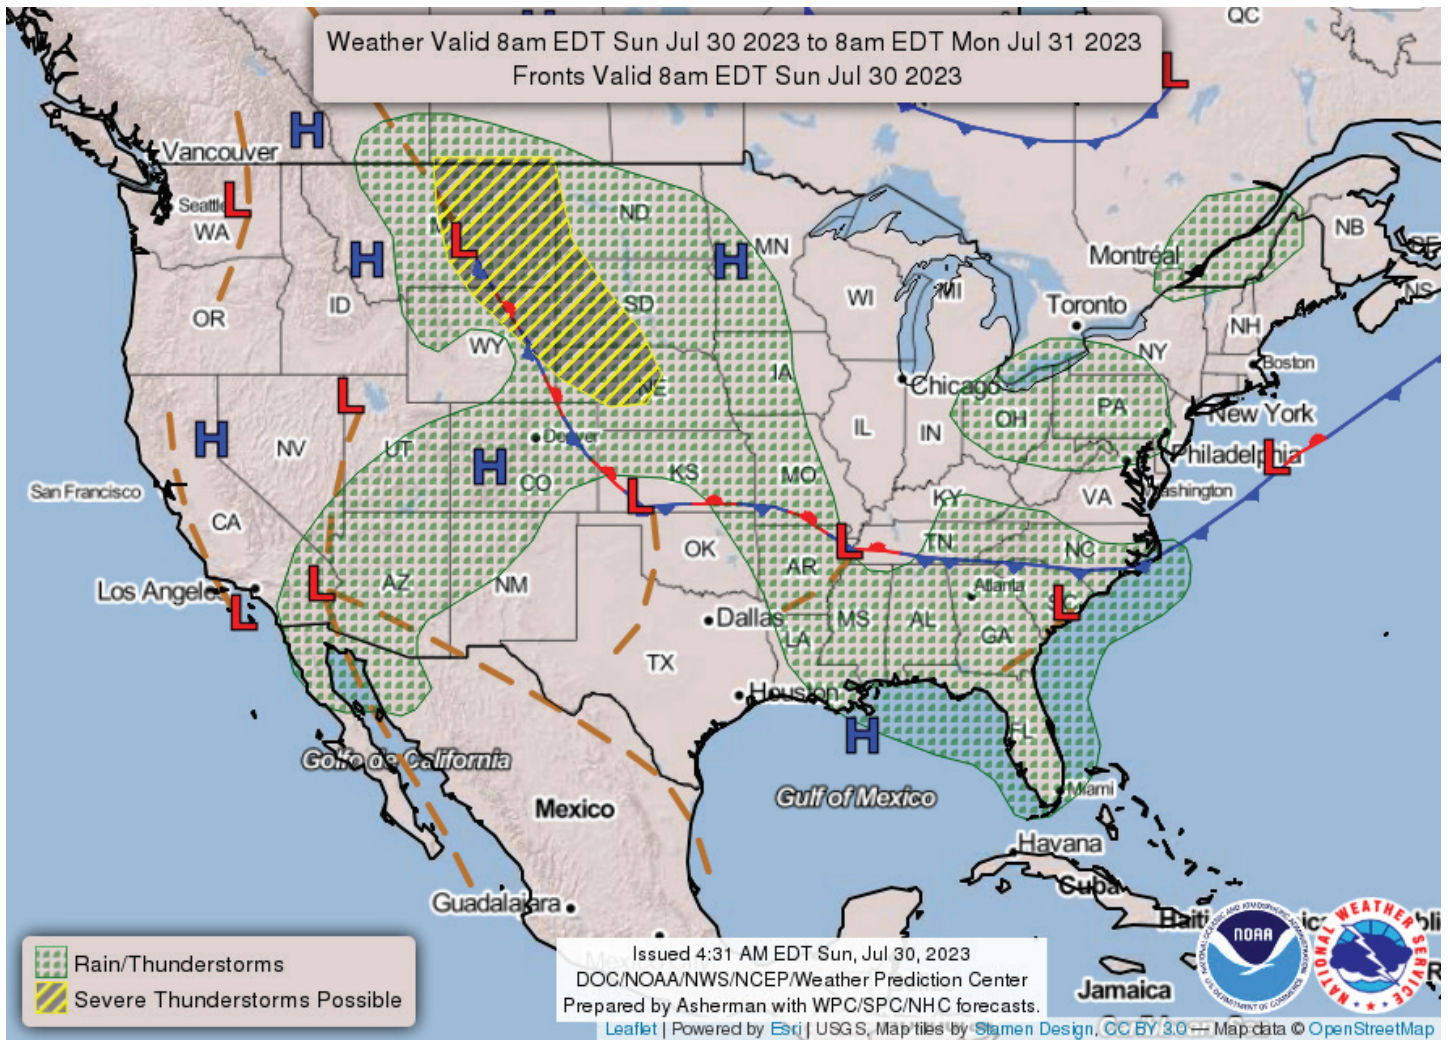 QC
Weather Valid 8am EDT Sun Jul 30 2023 to 8am EDT Mon Jul 31 2023
Fronts Valid 8am EDT Sun Jul 30 2023
H
L
H
Vancouver
L
Seattle
WA
ND
MN
NB
L
H
H
Montréal
ID
SD
WI
MI
NS
OR
Toronto
NH
WY
NY
Boston
IA
Chicago
NE
L
OH
PA
New York
H
NV
UT
Denver
IL
IN
Philadelphia
L
H
CO
KS
MO
San Francisco
KY
VA
Washington
L
CA
OK
L
TN
NC
AR
Los Angeles
L
AZ
NM
Atlanta
L
SC
L
Dallas
MS
AL
GA
LA
TX
Houston
H
FL
Golfo de California
Miami
Gulf of Mexico
Mexico
Havana
Cuba
Guadalajara
Jamaica
Rain/Thunderstorms
Severe Thunderstorms Possible
Issued 4:31 AM EDT Sun, Jul 30, 2023
DOC/NOAA/NWS/NCEP/Weather Prediction Center
Prepared by Asherman with WPC/SPC/NHC forecasts.
Leaflet | Powered by Esri | USGS, Map tiles by Stamen Design, CC BY 3.0 — Map data © OpenStreetMap
NOAA
NATIONAL WEATHER SERVICE